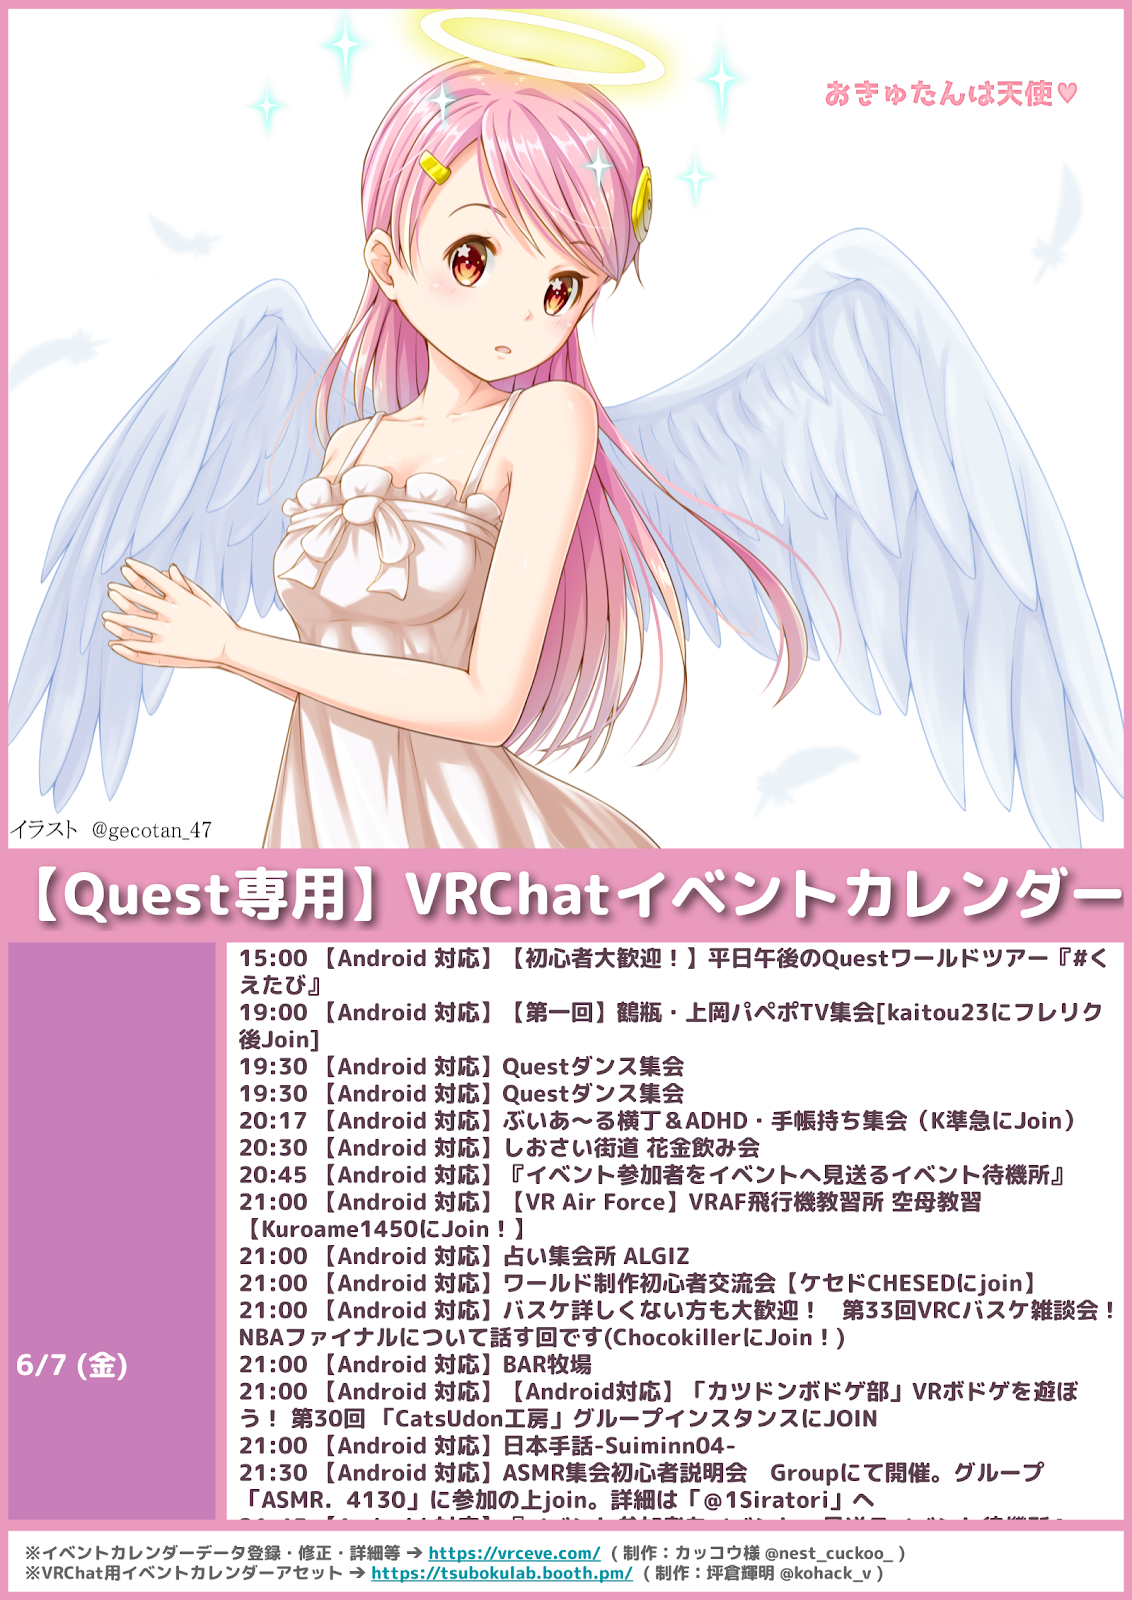 おきゅたんは天使♥
イラスト @gecotan_47
【Quest専用】VRChatイベントカレンダー
6/7 (金)
15:00 【Android 対応】【初心者大歓迎！】平日午後のQuestワールドツアー『#く
えたび』
19:00 【Android 対応】【第一回】鶴瓶・上岡パペポTV集会[kaitou23にフレリク
後Join]
19:30 【Android 対応】Questダンス集会
19:30 【Android 対応】Questダンス集会
20:17 【Android 対応】ぶいあ～る横丁＆ADHD・手帳持ち集会（K準急にJoin）
20:30 【Android 対応】しおさい街道 花金飲み会
20:45 【Android 対応】『イベント参加者をイベントへ見送るイベント待機所』
21:00 【Android 対応】【VR Air Force】VRAF飛行機教習所 空母教習
【Kuroame1450にJoin！】
21:00 【Android 対応】占い集会所 ALGIZ
21:00 【Android 対応】ワールド制作初心者交流会【ケセドCHESEDにjoin】
21:00 【Android 対応】バスケ詳しくない方も大歓迎！　第33回VRCバスケ雑談会！
NBAファイナルについて話す回です(ChocokillerにJoin！)
21:00 【Android 対応】BAR牧場
21:00 【Android 対応】【Android対応】「カツドンボドゲ部」VRボドゲを遊ぼ
う！ 第30回 「CatsUdon工房」グループインスタンスにJOIN
21:00 【Android 対応】日本手話-Suiminn04-
21:30 【Android 対応】ASMR集会初心者説明会　Groupにて開催。グループ
「ASMR．4130」に参加の上join。詳細は「＠1Siratori」へ
※イベントカレンダーデータ登録・修正・詳細等 ➔ https://vrceve.com/ （制作：カッコウ様 @nest_cuckoo_ ）
※VRChat用イベントカレンダーアセット ➔ https://tsubokulab.booth.pm/ （制作：坪倉輝明 @kohack_v ）